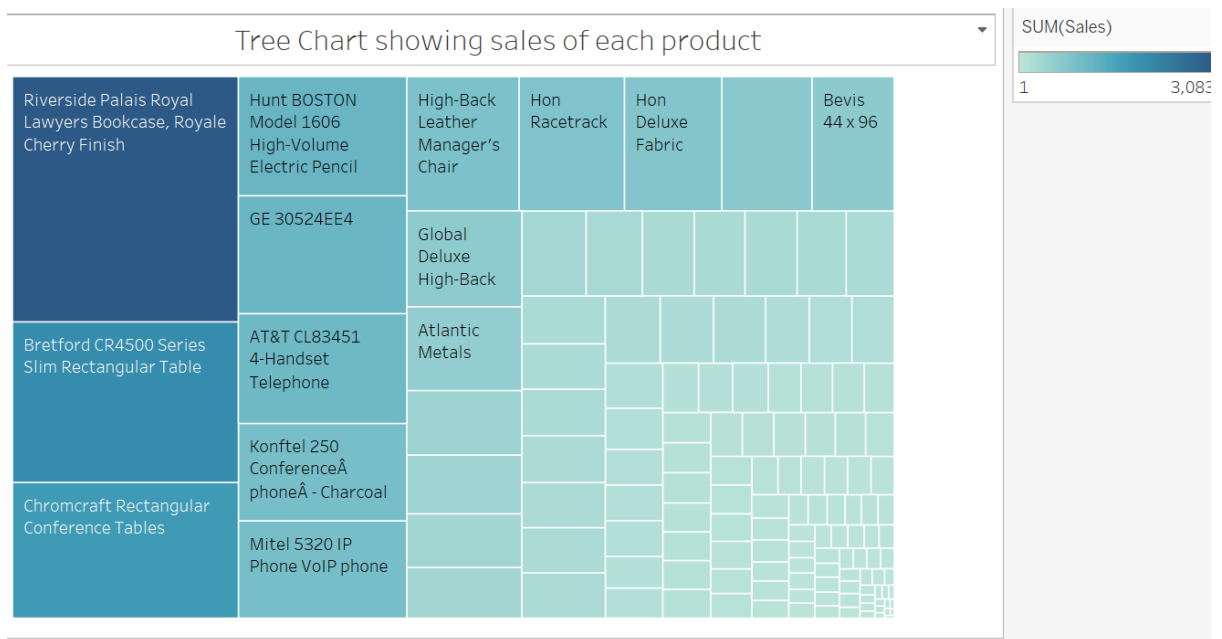 Tree Chart showing sales of each product
SUM(Sales)
1
3,083
Riverside Palais Royal
Lawyers Bookcase, Royale
Cherry Finish
Bretford CR4500 Series
Slim Rectangular Table
Chromcraft Rectangular
Conference Tables
Hunt BOSTON
Model 1606
High-Volume
Electric Pencil
GE 30524EE4
AT&T CL83451
4-Handset
Telephone
Konftel 250
ConferenceÂ
phoneÂ - Charcoal
Mitel 5320 IP
Phone VoIP phone
High-Back
Leather
Manager's
Chair
Global
Deluxe
High-Back
Atlantic
Metals
Hon
Racetrack
Hon
Deluxe
Fabric
Bevis
44 x 96